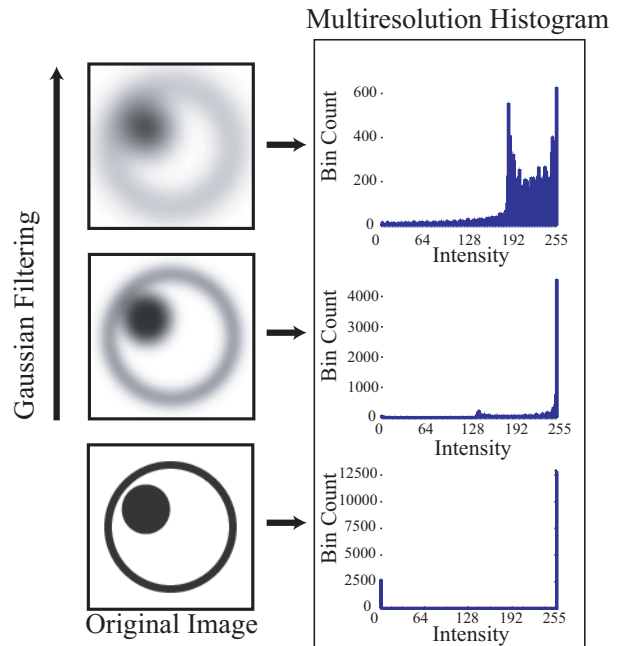 Multiresolution Histogram
Gaussian Filtering
Bin Count
600
400
200
0
0 64 128 192 255
Intensity
Bin Count
4000
3000
2000
1000
0
0 64 128 192 255
Intensity
Bin Count
12500
10000
7500
5000
2500
0
0 64 128 192 255
Intensity
Original Image